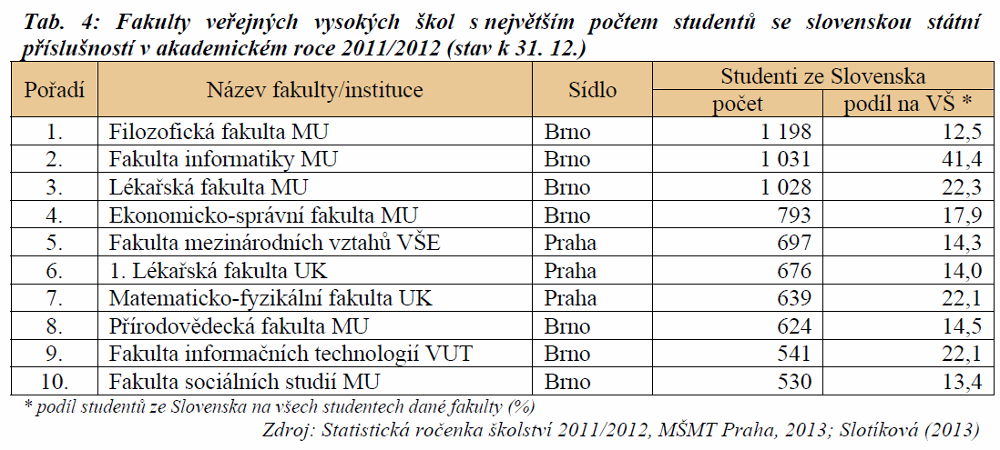 Tab. 4: Fakulty veřejných vysokých škol s největším počtem studentů se slovenskou státní
příslušností v akademickém roce 2011/2012 (stav k 31. 12.)
Pořadí Název fakulty/instituce Sídlo Studenti ze Slovenska
počet podíl na VŠ *
1. Filozofická fakulta MU Brno 1 198 12,5
2. Fakulta informatiky MU Brno 1 031 41,4
3. Lékařská fakulta MU Brno 1 028 22,3
4. Ekonomicko-správní fakulta MU Brno 793 17,9
5. Fakulta mezinárodních vztahů VŠE Praha 697 14,3
6. 1. Lékařská fakulta UK Praha 676 14,0
7. Matematicko-fyzikální fakulta UK Praha 639 22,1
8. Přírodovědecká fakulta MU Brno 624 14,5
9. Fakulta informačních technologií VUT Brno 541 22,1
10. Fakulta sociálních studií MU Brno 530 13,4
* podíl studentů ze Slovenska na všech studentech dané fakulty (%)
Zdroj: Statistická ročenka školství 2011/2012, MŠMT Praha, 2013; Slotíková (2013)